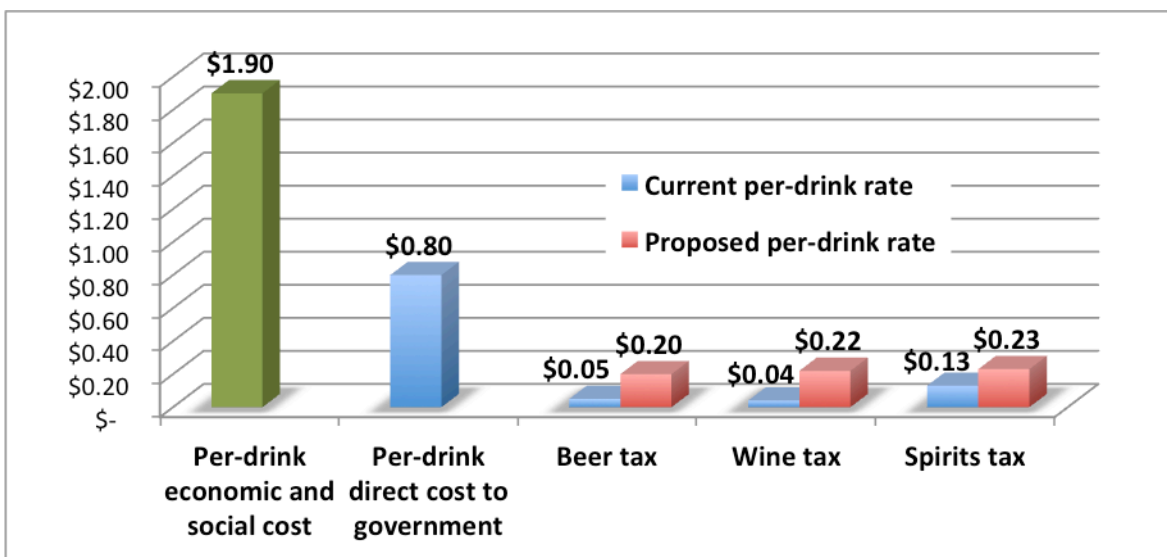 $1.90
$2.00
$1.80
$1.60
$1.40
$1.20
$1.00
$0.80
$0.60
$0.40
$0.20
$-
Current per-drink rate
Proposed per-drink rate
$0.80
$0.05
$0.20
$0.04
$0.22
$0.13
$0.23
Per-drink
economic and
social cost
Per-drink
direct cost to
government
Beer tax
Wine tax
Spirits tax